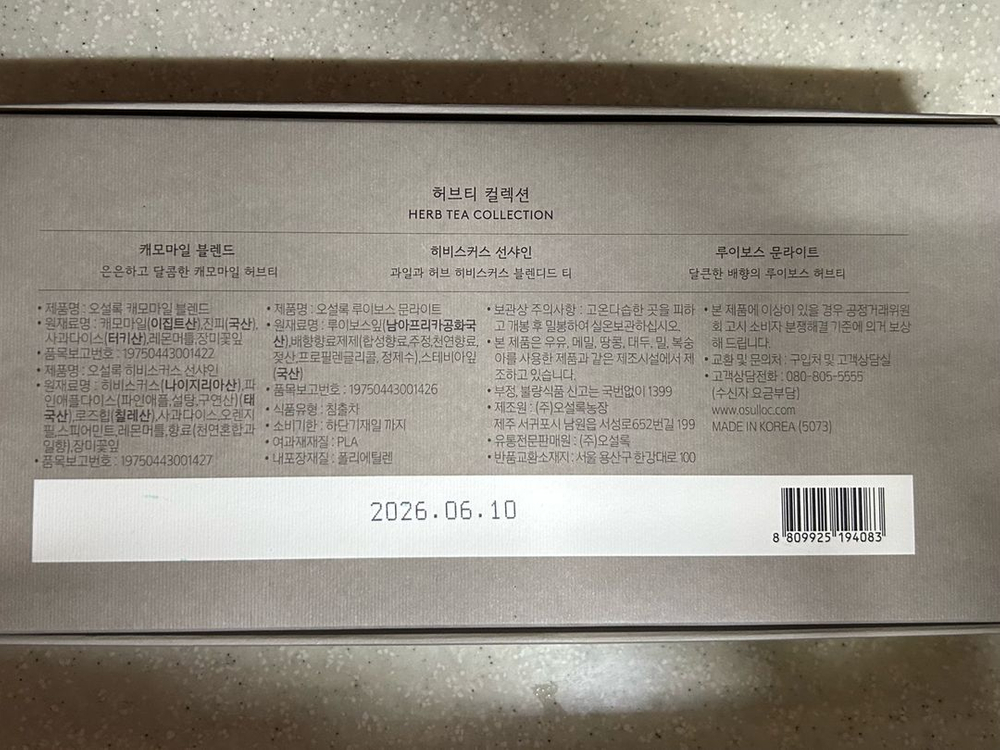 허브티 컬렉션
HERB TEA COLLECTION
캐모마일 블렌드
은은하고 달콤한 캐모마일 허브티
히비스커스 선샤인
과일과 허브 히비스커스 블렌디드 티
루이보스 문라이트
달큰한 배향의 루이보스 허브티
• 제품명 : 오설록 캐모마일 블렌드
• 원재료명 : 캐모마일(이집트산),진피(국산),
사과다이스(터키산),레몬머틀,장미꽃잎
• 품목보고번호 : 19750443001422
• 제품명 : 오설록 히비스커스 선샤인
• 원재료명 : 히비스커스(나이지리아산),파
인애플다이스(파인애플,설탕,구연산)(태
국산),로즈힙(칠레산),사과다이스,오렌지
필,스피어민트,레몬머틀,향료(천연혼합과
일향),장미꽃잎
• 품목보고번호 : 19750443001427
• 제품명 : 오설록 루이보스 문라이트
• 원재료명 : 루이보스잎(남아프리카공화국
산),배향향료제제(합성향료,주정,천연향료,
젖산,프로필렌글리콜, 정제수),스테비아잎
(국산)
• 품목보고번호 : 19750443001426
• 식품유형 : 침출차
• 소비기한 : 하단기재일 까지
• 여과재재질 : PLA
• 내포장재질 : 폴리에틸렌
• 보관상 주의사항 : 고온다습한 곳을 피하
고 개봉 후 밀봉하여 실온보관하십시오.
• 본 제품은 우유, 메밀, 땅콩, 대두, 밀, 복숭
아를 사용한 제품과 같은 제조시설에서 제
조하고 있습니다.
• 부정, 불량식품 신고는 국번없이 1399
• 제조원 : (주)오설록농장
제주 서귀포시 남원읍 서성로652번길 199
• 유통전문판매원 : (주)오설록
• 반품교환소재지 : 서울 용산구 한강대로 100
• 본 제품에 이상이 있을 경우 공정거래위원
회 고시 소비자 분쟁해결 기준에 의거 보상
해 드립니다.
• 교환 및 문의처 : 구입처 및 고객상담실
• 고객상담전화 : 080-805-5555
(수신자 요금부담)
www.osulloc.com
MADE IN KOREA (5073)
2026.06.10
8 809925 194083